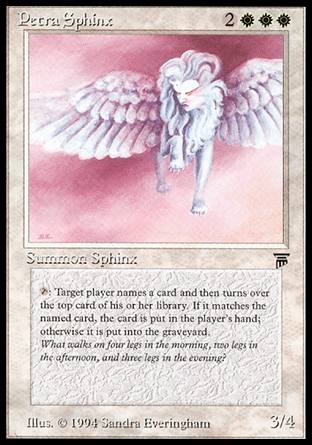 Petra Sphinx 2
Summon Sphinx
: Target player names a card and then turns over
the top card of his or her library. If it matches the
named card, the card is put in the player's hand;
otherwise it is put into the graveyard.
What walks on four legs in the morning, two legs in
the afternoon, and three legs in the evening?
Illus. © 1994 Sandra Everingham 3/4